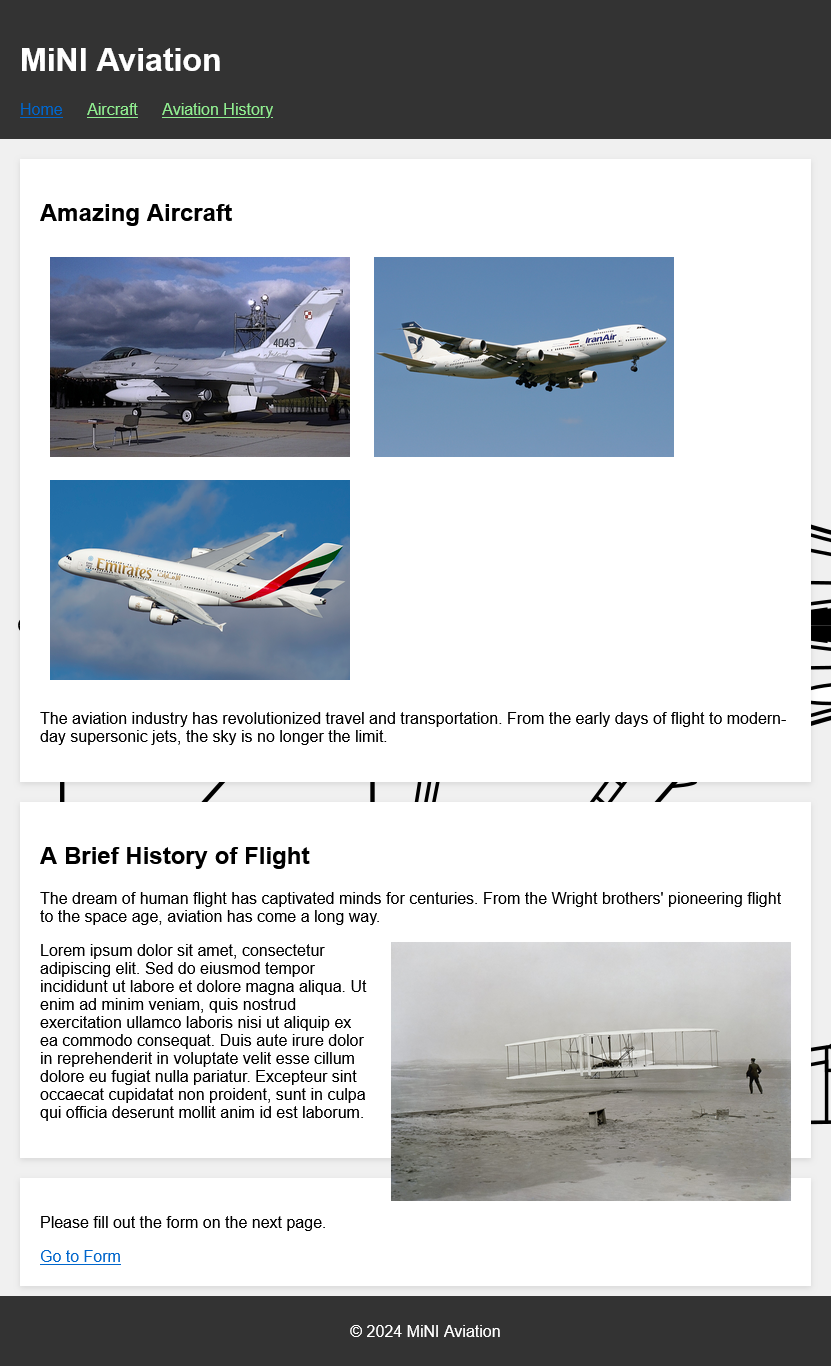 MiNI Aviation
Home Aircraft Aviation History
Amazing Aircraft
4043
IranAir
Emirates
The aviation industry has revolutionized travel and transportation. From the early days of flight to modern-
day supersonic jets, the sky is no longer the limit.
A Brief History of Flight
The dream of human flight has captivated minds for centuries. From the Wright brothers' pioneering flight
to the space age, aviation has come a long way.
Lorem ipsum dolor sit amet, consectetur
adipiscing elit. Sed do eiusmod tempor
incididunt ut labore et dolore magna aliqua. Ut
enim ad minim veniam, quis nostrud
exercitation ullamco laboris nisi ut aliquip ex
ea commodo consequat. Duis aute irure dolor
in reprehenderit in voluptate velit esse cillum
dolore eu fugiat nulla pariatur. Excepteur sint
occaecat cupidatat non proident, sunt in culpa
qui officia deserunt mollit anim id est laborum.
Please fill out the form on the next page.
Go to Form
© 2024 MiNI Aviation